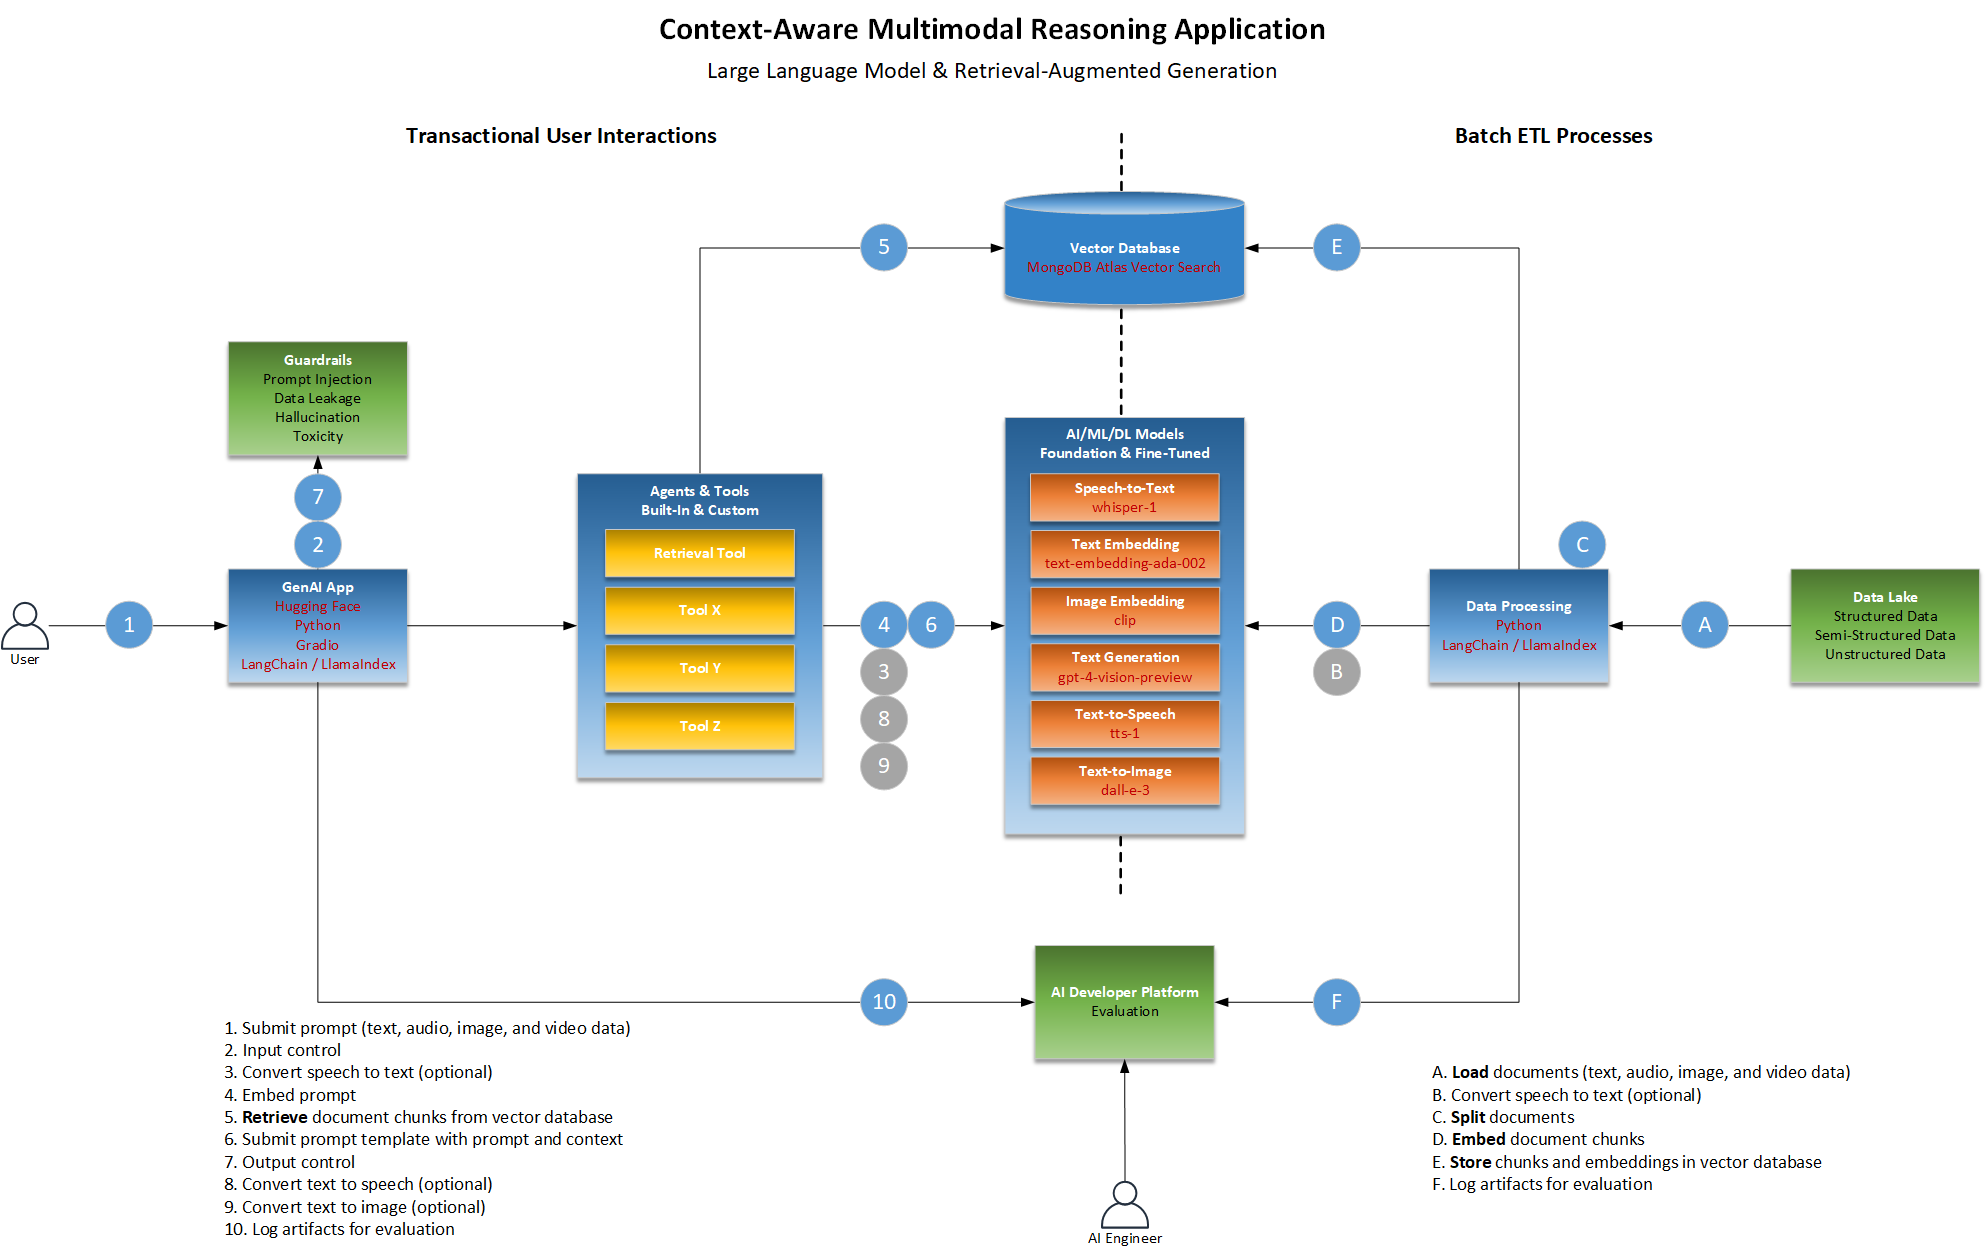 Context-Aware Multimodal Reasoning Application
Large Language Model & Retrieval-Augmented Generation
Transactional User Interactions
Batch ETL Processes
5
Vector Database
MongoDB Atlas Vector Search
E
Guardrails
Prompt Injection
Data Leakage
Hallucination
Toxicity
7
2
User
1
GenAI App
Hugging Face
Python
Gradio
LangChain / LlamaIndex
Agents & Tools
Built-In & Custom
Retrieval Tool
Tool X
Tool Y
Tool Z
4
6
3
8
9
AI/ML/DL Models
Foundation & Fine-Tuned
Speech-to-Text
whisper-1
Text Embedding
text-embedding-ada-002
Image Embedding
clip
Text Generation
gpt-4-vision-preview
Text-to-Speech
tts-1
Text-to-Image
dall-e-3
D
B
C
Data Processing
Python
LangChain / LlamaIndex
A
Data Lake
Structured Data
Semi-Structured Data
Unstructured Data
10
AI Developer Platform
Evaluation
F
1. Submit prompt (text, audio, image, and video data)
2. Input control
3. Convert speech to text (optional)
4. Embed prompt
5. Retrieve document chunks from vector database
6. Submit prompt template with prompt and context
7. Output control
8. Convert text to speech (optional)
9. Convert text to image (optional)
10. Log artifacts for evaluation
AI Engineer
A. Load documents (text, audio, image, and video data)
B. Convert speech to text (optional)
C. Split documents
D. Embed document chunks
E. Store chunks and embeddings in vector database
F. Log artifacts for evaluation